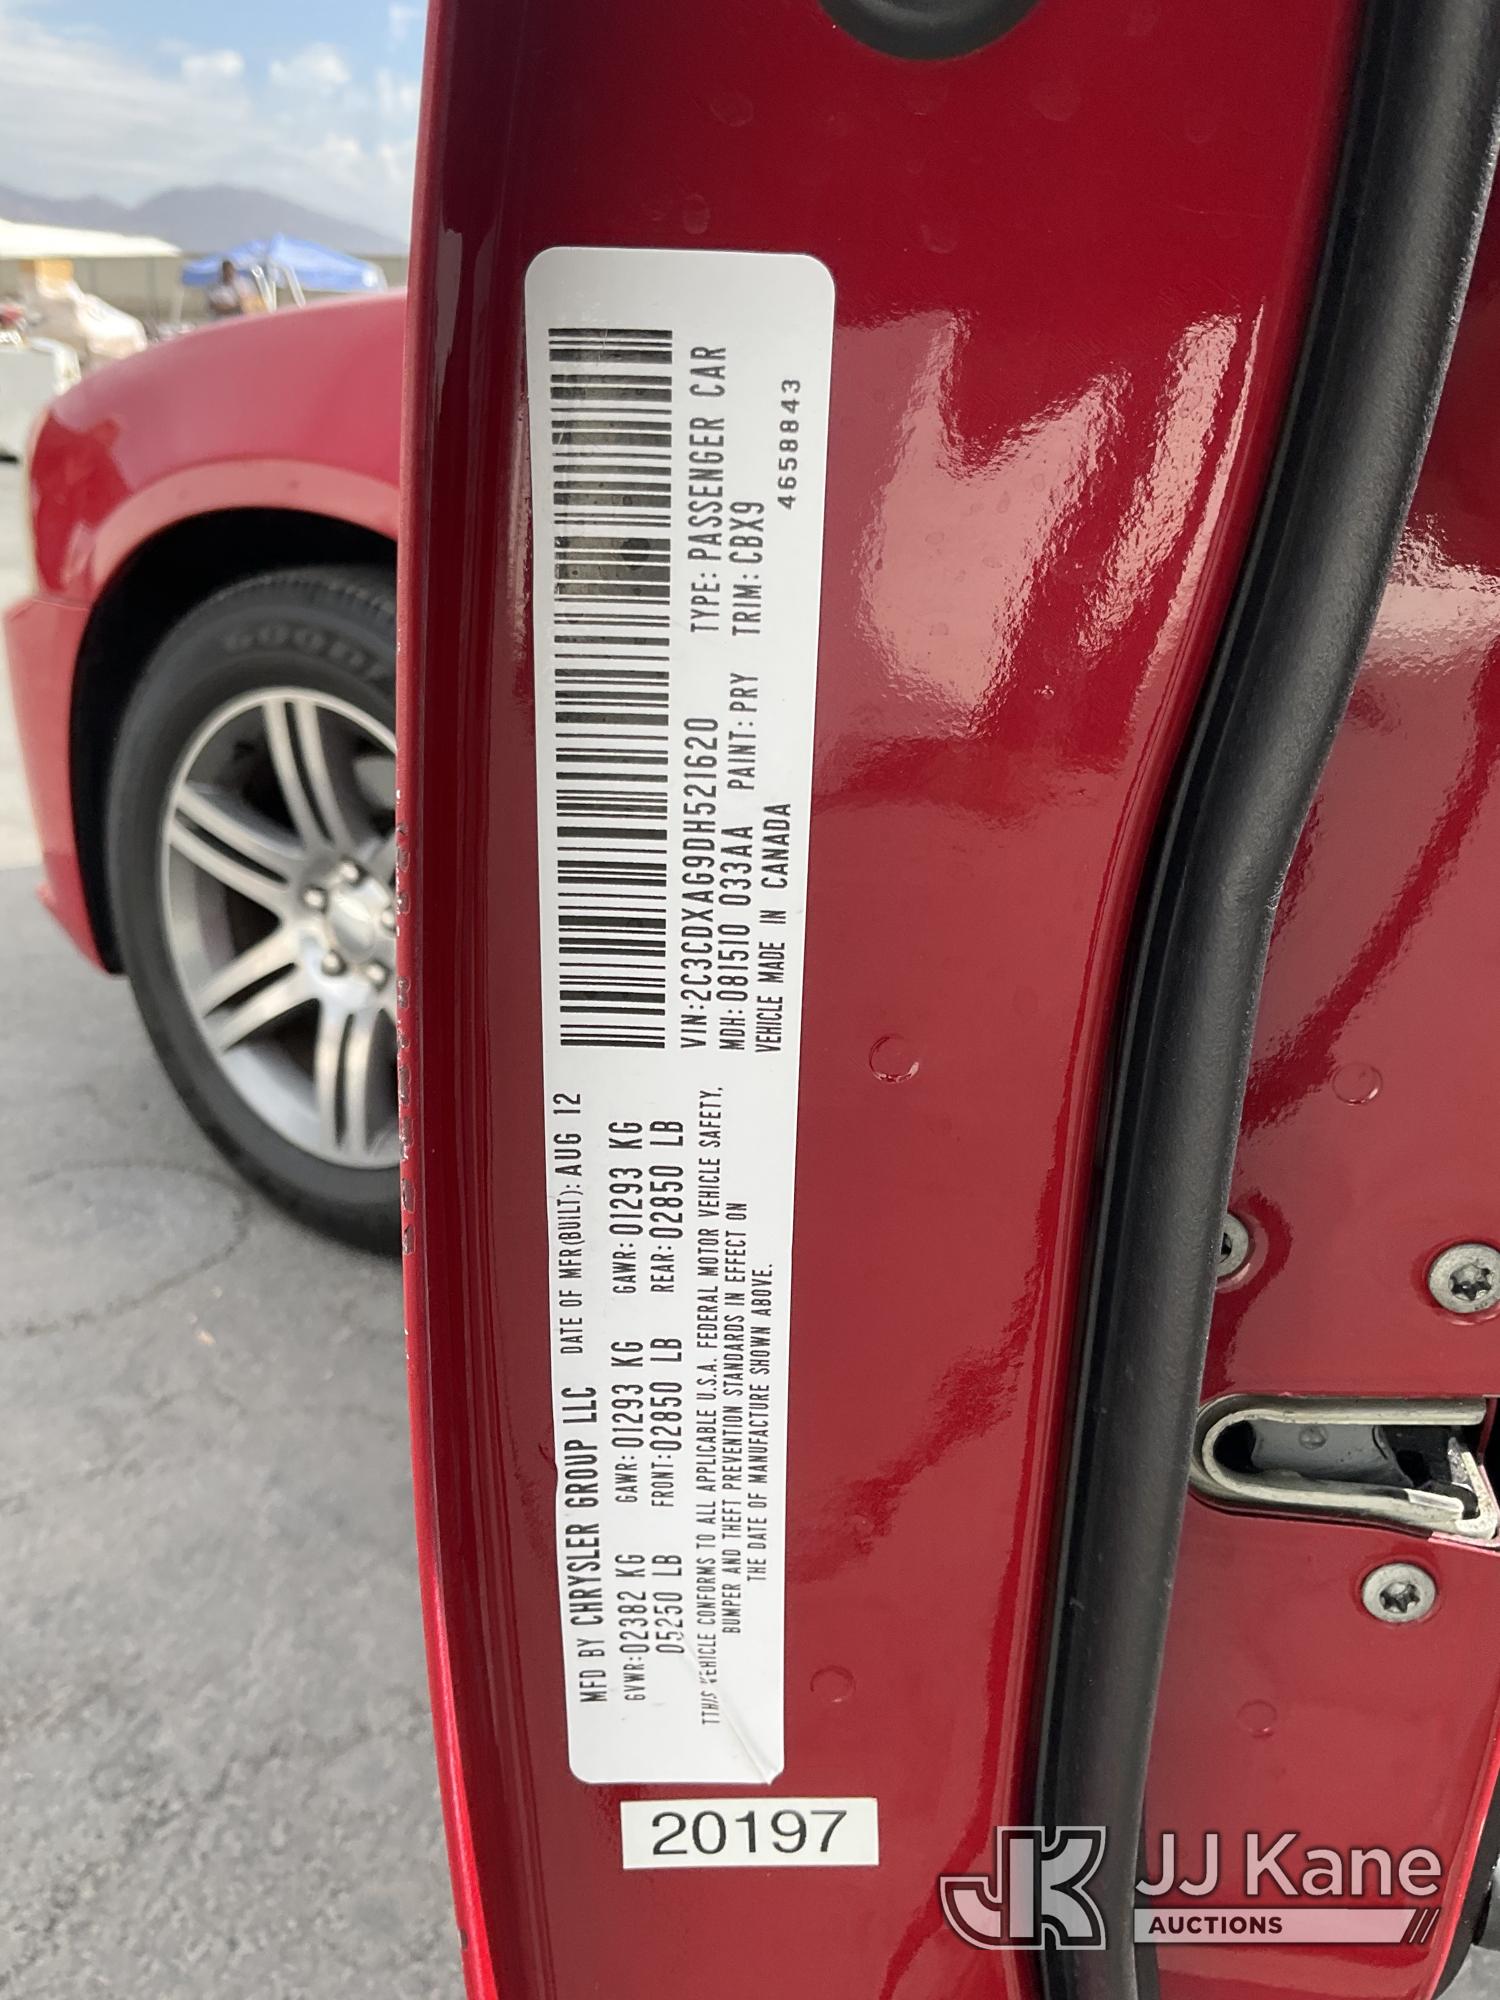 MFD BY CHRYSLER GROUP LLC DATE OF MFR(BUILT): AUG 12
GVWR: 02382 KG GAWR: 01293 KG GAWR: 01293 KG
05250 LB FRONT: 02850 LB REAR: 02850 LB
TTHIS VEHICLE CONFORMS TO ALL APPLICABLE U.S.A. FEDERAL MOTOR VEHICLE SAFETY,
BUMPER AND THEFT PREVENTION STANDARDS IN EFFECT ON
THE DATE OF MANUFACTURE SHOWN ABOVE.
VIN: 2C3CDXAG9DH521620 TYPE: PASSENGER CAR
MDH: 081510 033AA PAINT: PRY TRIM: CBX9
VEHICLE MADE IN CANADA 4658843
20197
JK JJ Kane
AUCTIONS